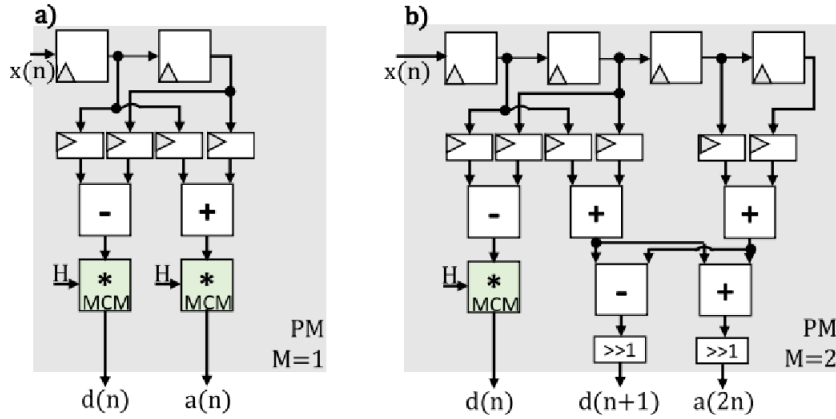 a)
x(n)
-
+
H
*
MCM
H
*
MCM
PM
M=1
d(n)
a(n)
b)
x(n)
-
+
+
H
*
MCM
-
+
>>1
>>1
PM
M=2
d(n)
d(n+1)
a(2n)